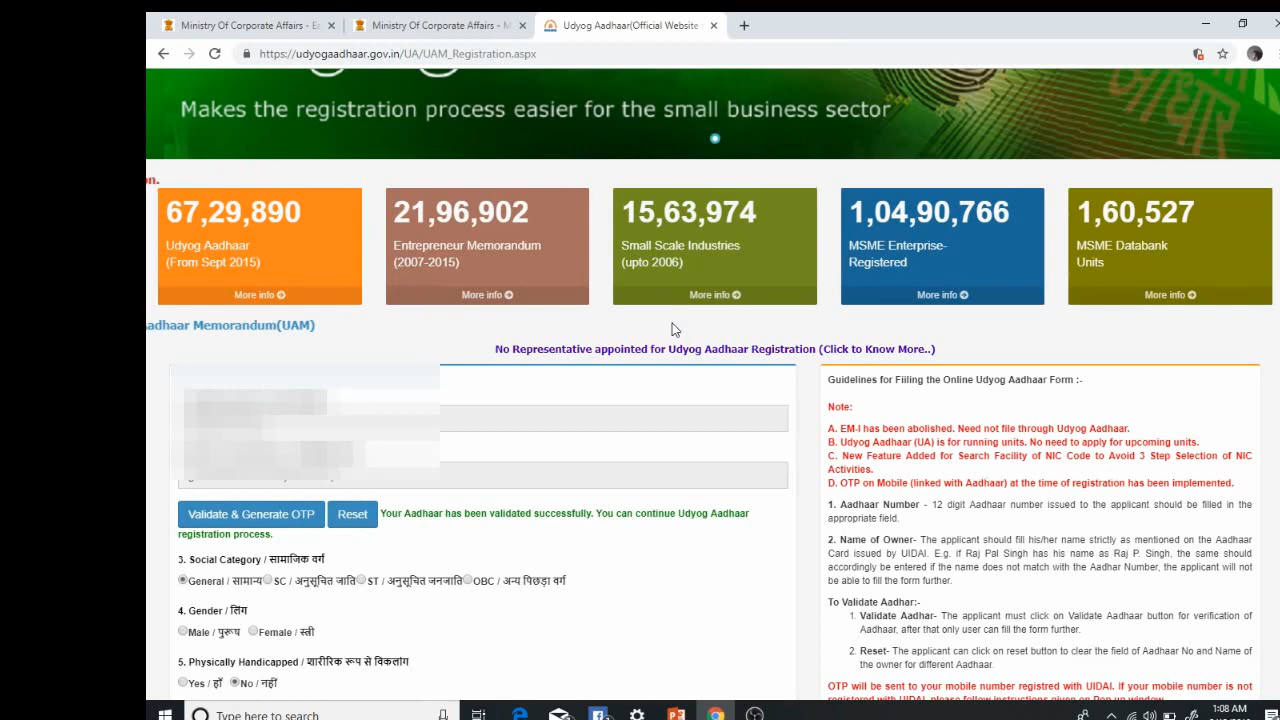 Ministry Of Corporate Affairs - Ea
Ministry Of Corporate Affairs - M
Udyog Aadhaar(Official Website
https://udyogaadhaar.gov.in/UA/UAM_Registration.aspx
Makes the registration process easier for the small business sector
on.
67,29,890
Udyog Aadhaar
(From Sept 2015)
More info
21,96,902
Entrepreneur Memorandum
(2007-2015)
More info
15,63,974
Small Scale Industries
(upto 2006)
More info
1,04,90,766
MSME Enterprise-
Registered
More info
1,60,527
MSME Databank
Units
More info
adhaar Memorandum(UAM)
No Representative appointed for Udyog Aadhaar Registration (Click to Know More..)
Validate & Generate OTP
Reset
Your Aadhaar has been validated successfully. You can continue Udyog Aadhaar
registration process.
3. Social Category / सामाजिक वर्ग
General / सामान्य SC / अनुसूचित जाति ST / अनुसूचित जनजाति OBC / अन्य पिछड़ा वर्ग
4. Gender / लिंग
Male / पुरूष Female / स्त्री
5. Physically Handicapped / शारीरिक रूप से विकलांग
Yes / हाँ No / नहीं
Guidelines for Fiiling the Online Udyog Aadhaar Form :-
Note:
A. EM-I has been abolished. Need not file through Udyog Aadhar.
B. Udyog Aadhaar (UA) is for running units. No need to apply for upcoming units.
C. New Feature Added for Search Facility of NIC Code to Avoid 3 Step Selection of NIC
Activities.
D. OTP on Mobile (linked with Aadhaar) at the time of registration has been implemented.
1. Aadhaar Number - 12 digit Aadhaar number issued to the applicant should be filled in the
appropriate field.
2. Name of Owner- The applicant should fill his/her name strictly as mentioned on the Aadhaar
Card issued by UIDAI. E.g. if Raj Pal Singh has his name as Raj P. Singh, the same should
accordingly be entered if the name does not match with the Aadhar Number, the applicant will not
be able to fill the form further.
To Validate Aadhar:-
1. Validate Aadhar- The applicant must click on Validate Aadhaar button for verification of
Aadhaar, after that only user can fill the form further.
2. Reset- The applicant can click on reset button to clear the field of Aadhaar No and Name of
the owner for different Aadhaar.
OTP will be sent to your mobile number registred with UIDAI. If your mobile number is not
registered with UIDAI, please follow instructions given on Pop up window.
Type here to search
1:08 AM